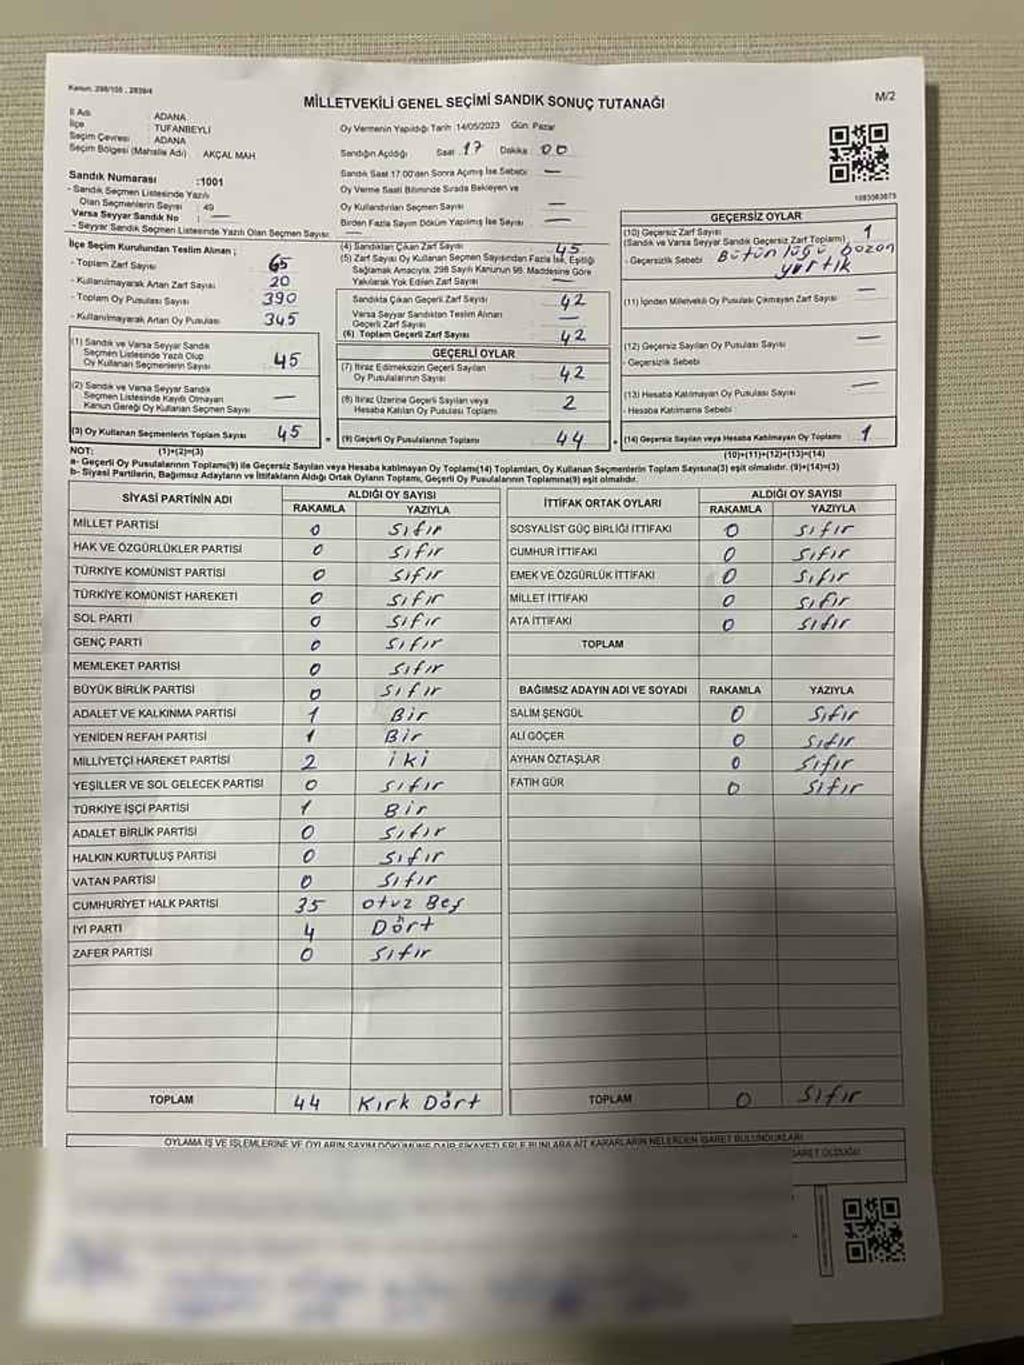 Kanun: 298/105, 2839/4
MİLLETVEKİLİ GENEL SEÇİMİ SANDIK SONUÇ TUTANAĞI
M/2
İl Adı : ADANA
İlçe : TUFANBEYLİ
Seçim Çevresi : ADANA
Seçim Bölgesi (Mahalle Adı) AKÇAL MAH
Sandık Numarası :1001
- Sandık Seçmen Listesinde Yazılı
Olan Seçmenlerin Sayısı : 49
Varsa Seyyar Sandık No : —
- Seyyar Sandık Seçmen Listesinde Yazılı Olan Seçmen Sayısı: —
Oy Vermenin Yapıldığı Tarih :14/05/2023 Gün: Pazar
Sandığın Açıldığı Saat : 17 Dakika : 00
Sandık Saat 17.00'den Sonra Açılmış İse Sebebi : —
Oy Verme Saati Bitiminde Sırada Bekleyen ve
Oy Kullandırılan Seçmen Sayısı —
Birden Fazla Sayım Döküm Yapılmış İse Sayısı —
İlçe Seçim Kurulundan Teslim Alınan ;
- Toplam Zarf Sayısı : 65
- Kullanılmayarak Artan Zarf Sayısı : 20
- Toplam Oy Pusulası Sayısı : 390
- Kullanılmayarak Artan Oy Pusulası : 345
(1) Sandık ve Varsa Seyyar Sandık
Seçmen Listesinde Yazılı Olup
Oy Kullanan Seçmenlerin Sayısı 45
(2) Sandık ve Varsa Seyyar Sandık
Seçmen Listesinde Kaydı Olmayan
Kanun Gereği Oy Kullanan Seçmen Sayısı —
(3) Oy Kullanan Seçmenlerin Toplam Sayısı 45
(4) Sandıktan Çıkan Zarf Sayısı 45
(5) Zarf Sayısı Oy Kullanan Seçmen Sayısından Fazla İse, Eşitliği
Sağlamak Amacıyla, 298 Sayılı Kanunun 98. Maddesine Göre
Yakılarak Yok Edilen Zarf Sayısı —
Sandıkta Çıkan Geçerli Zarf Sayısı 42
Varsa Seyyar Sandıktan Teslim Alınan
Geçerli Zarf Sayısı —
(6) Toplam Geçerli Zarf Sayısı 42
GEÇERLİ OYLAR
(7) İtiraz Edilmeksizin Geçerli Sayılan
Oy Pusulalarının Sayısı 42
(8) İtiraz Üzerine Geçerli Sayılan veya
Hesaba Katılan Oy Pusulası Toplamı 2
(9) Geçerli Oy Pusulalarının Toplamı 44
GEÇERSİZ OYLAR
(10) Geçersiz Zarf Sayısı 1
(Sandık ve Varsa Seyyar Sandık Geçersiz Zarf Toplamı)
- Geçersizlik Sebebi : Bütünlüğü bozan
yırtık
(11) İçinden Milletvekili Oy Pusulası Çıkmayan Zarf Sayısı —
(12) Geçersiz Sayılan Oy Pusulası Sayısı —
- Geçersizlik Sebebi :
(13) Hesaba Katılmayan Oy Pusulası Sayısı —
- Hesaba Katılmama Sebebi :
(14) Geçersiz Sayılan veya Hesaba Katılmayan Oy Toplamı 1
NOT: (1)+(2)=(3) (10)+(11)+(12)+(13)=(14)
a- Geçerli Oy Pusulasının Toplamı(9) ile Geçersiz Sayılan veya Hesaba katılmayan Oy Toplamı(14) Toplamları, Oy Kullanan Seçmenlerin Toplam Sayısına(3) eşit olmalıdır. (9)+(14)=(3)
b- Siyasi Partilerin, Bağımsız Adayların ve İttifakların Aldığı Ortak Oyların Toplamı, Geçerli Oy Pusulalarının Toplamına(9) eşit olmalıdır.
SİYASİ PARTİNİN ADI ALDIĞI OY SAYISI
RAKAMLA YAZIYLA
MİLLET PARTİSİ 0 Sıfır
HAK VE ÖZGÜRLÜKLER PARTİSİ 0 Sıfır
TÜRKİYE KOMÜNİST PARTİSİ 0 Sıfır
TÜRKİYE KOMÜNİST HAREKETİ 0 Sıfır
SOL PARTİ 0 Sıfır
GENÇ PARTİ 0 Sıfır
MEMLEKET PARTİSİ 0 Sıfır
BÜYÜK BİRLİK PARTİSİ 0 Sıfır
ADALET VE KALKINMA PARTİSİ 1 Bir
YENİDEN REFAH PARTİSİ 1 Bir
MİLLİYETÇİ HAREKET PARTİSİ 2 iki
YEŞİLLER VE SOL GELECEK PARTİSİ 0 Sıfır
TÜRKİYE İŞÇİ PARTİSİ 1 Bir
ADALET BİRLİK PARTİSİ 0 Sıfır
HALKIN KURTULUŞ PARTİSİ 0 Sıfır
VATAN PARTİSİ 0 Sıfır
CUMHURİYET HALK PARTİSİ 35 otuz Beş
İYİ PARTİ 4 Dört
ZAFER PARTİSİ 0 Sıfır
TOPLAM 44 Kırk Dört
İTTİFAK ORTAK OYLARI ALDIĞI OY SAYISI
RAKAMLA YAZIYLA
SOSYALİST GÜÇ BİRLİĞİ İTTİFAKI 0 Sıfır
CUMHUR İTTİFAKI 0 Sıfır
EMEK VE ÖZGÜRLÜK İTTİFAKI 0 Sıfır
MİLLET İTTİFAKI 0 Sıfır
ATA İTTİFAKI 0 Sıfır
TOPLAM
BAĞIMSIZ ADAYIN ADI VE SOYADI RAKAMLA YAZIYLA
SALİM ŞENGÜL 0 Sıfır
ALİ GÖÇER 0 Sıfır
AYHAN ÖZTAŞLAR 0 Sıfır
FATİH GÜR 0 Sıfır
TOPLAM 0 Sıfır
OYLAMA İŞ VE İŞLEMLERİNE VE OYLARIN SAYIM DÖKÜMÜNE DAİR ŞİKAYETLERLE BUNLARA AİT KARARLARIN NELERDEN İBARET BULUNDUKLARI